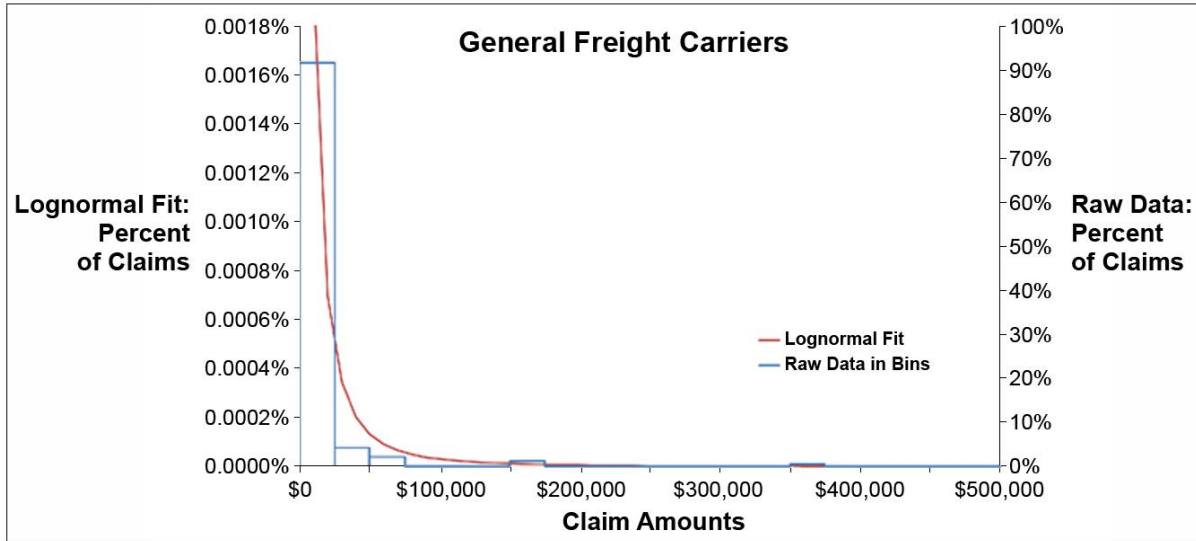 General Freight Carriers
0.0018%
0.0016%
0.0014%
0.0012%
0.0010%
0.0008%
0.0006%
0.0004%
0.0002%
0.0000%
Lognormal Fit:
Percent
of Claims
100%
90%
80%
70%
60%
50%
40%
30%
20%
10%
0%
Raw Data:
Percent
of Claims
Lognormal Fit
Raw Data in Bins
$0
$100,000
$200,000
$300,000
$400,000
$500,000
Claim Amounts